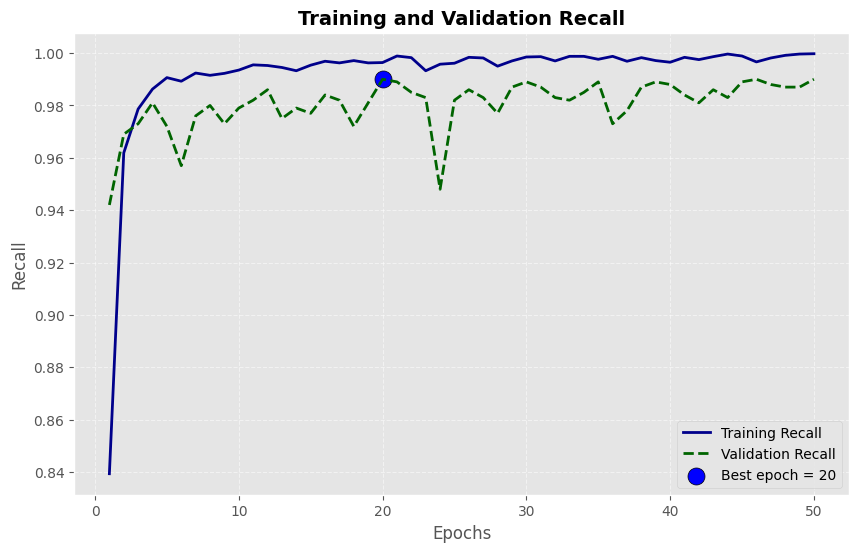 Training and Validation Recall
Recall
1.00
0.98
0.96
0.94
0.92
0.90
0.88
0.86
0.84
0
10
20
30
40
50
Epochs
Training Recall
Validation Recall
Best epoch = 20